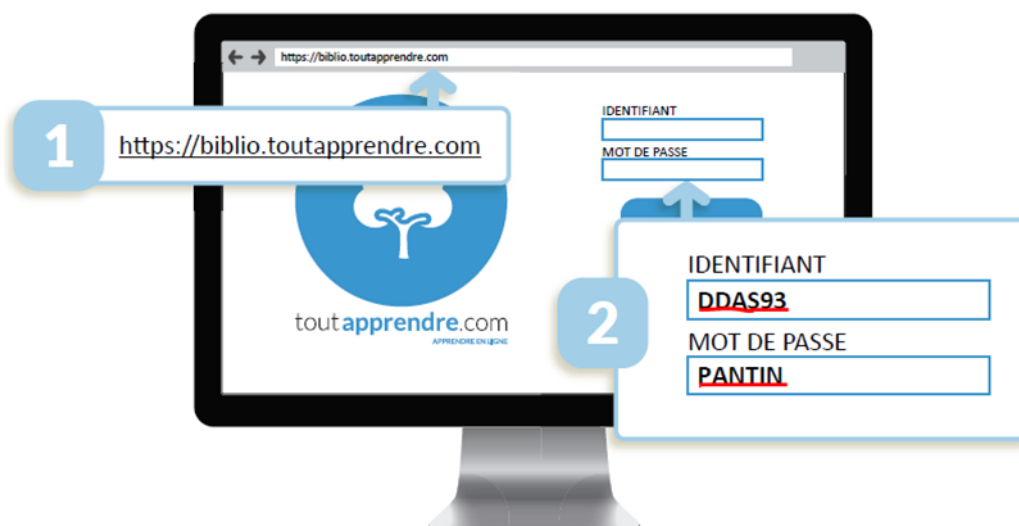 https://biblio.toutapprendre.com
1
https://biblio.toutapprendre.com
IDENTIFIANT
MOT DE PASSE
toutapprendre.com
APPRENDRE EN LIGNE
2
IDENTIFIANT
DDAS93
MOT DE PASSE
PANTIN